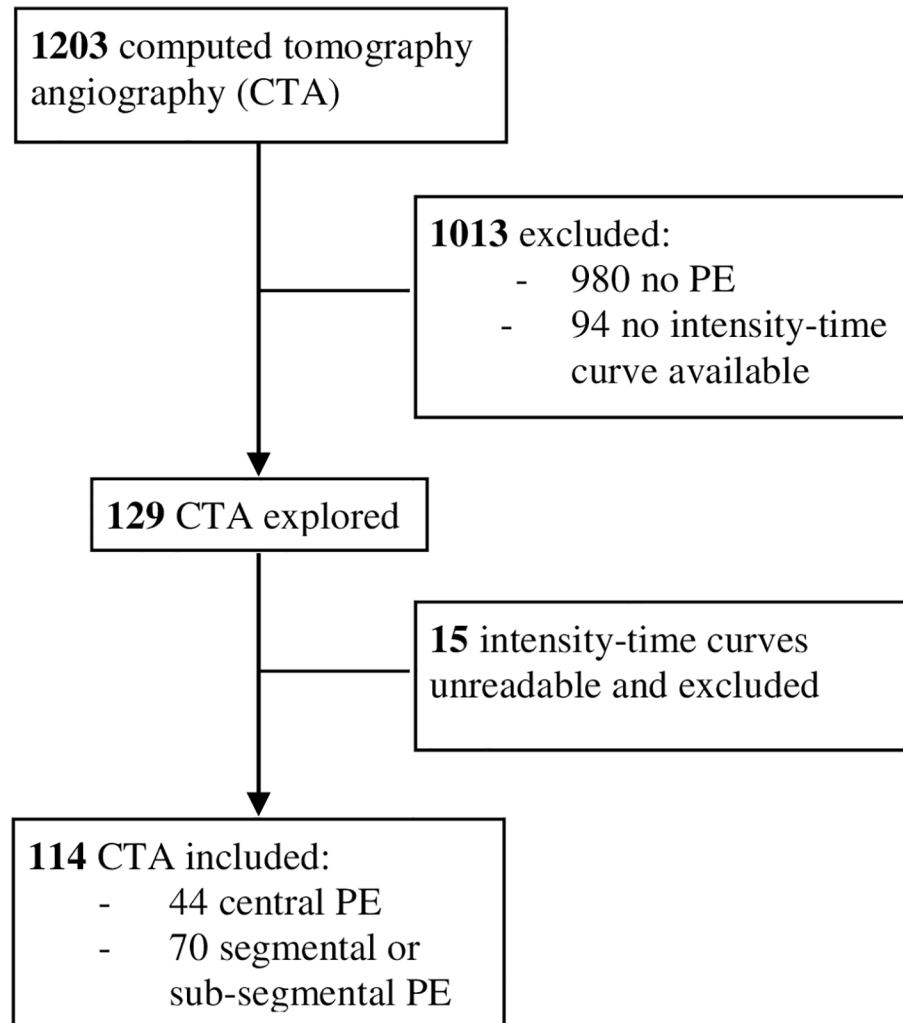 1203 computed tomography
angiography (CTA)
1013 excluded:
- 980 no PE
- 94 no intensity-time
curve available
129 CTA explored
15 intensity-time curves
unreadable and excluded
114 CTA included:
- 44 central PE
- 70 segmental or
sub-segmental PE